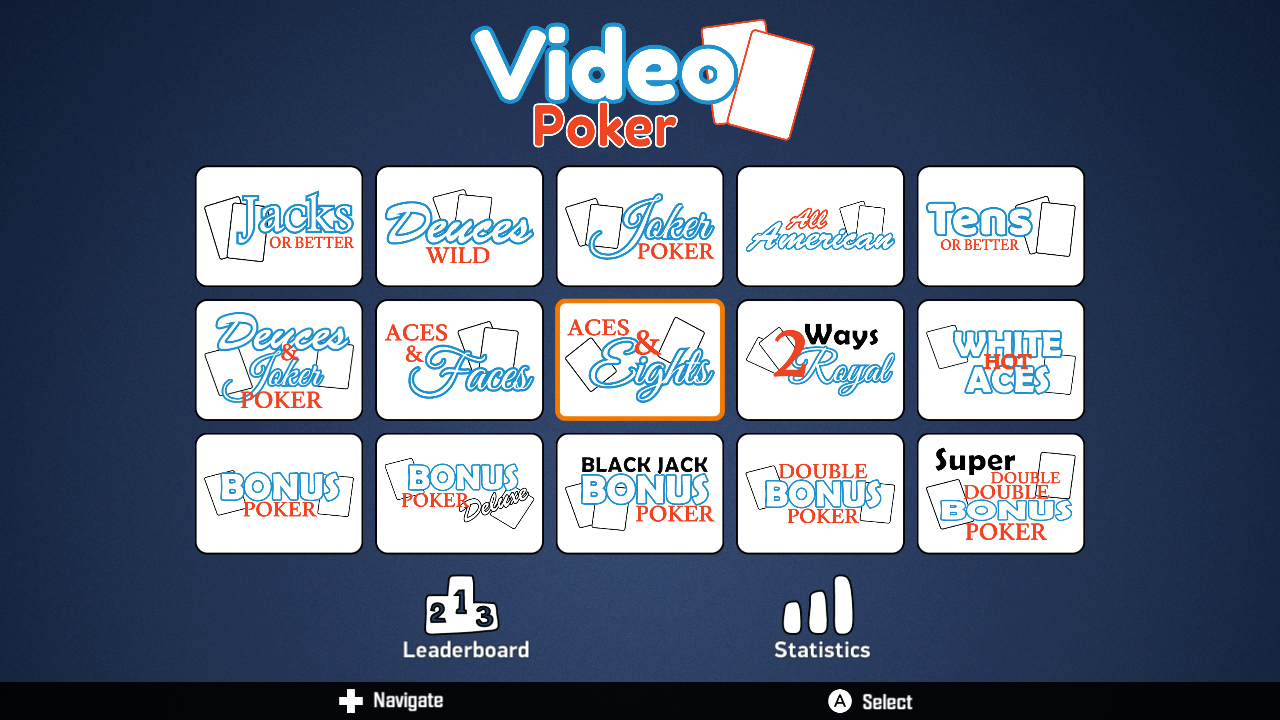 Video
Poker
Jacks
OR BETTER
Deuces
WILD
Joker
POKER
All
American
Tens
OR BETTER
Deuces
&
Joker
POKER
ACES
&
Faces
ACES
&
Eights
2 Ways
Royal
WHITE
HOT
ACES
BONUS
POKER
BONUS
POKER
Deluxe
BLACK JACK
BONUS
POKER
DOUBLE
BONUS
POKER
Super
DOUBLE
DOUBLE
BONUS
POKER
2 1 3
Leaderboard
Statistics
Navigate
A Select